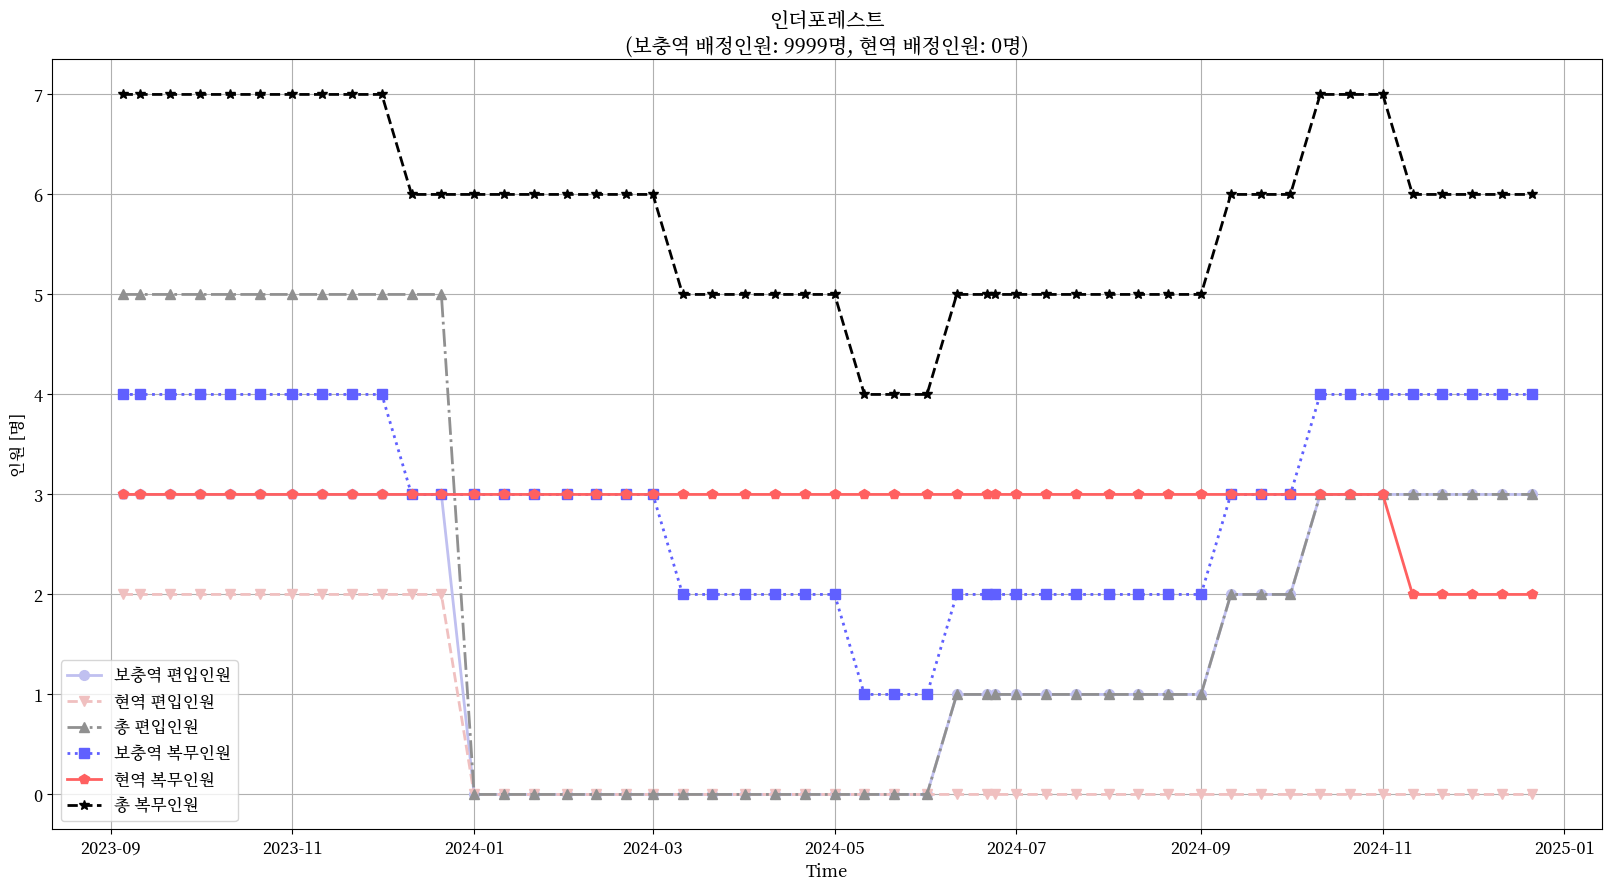 인더포레스트
(보충역 배정인원: 9999명, 현역 배정인원: 0명)
인원 [명]
7
6
5
4
3
2
1
0
보충역 편입인원
현역 편입인원
총 편입인원
보충역 복무인원
현역 복무인원
총 복무인원
2023-09
2023-11
2024-01
2024-03
2024-05
2024-07
2024-09
2024-11
2025-01
Time